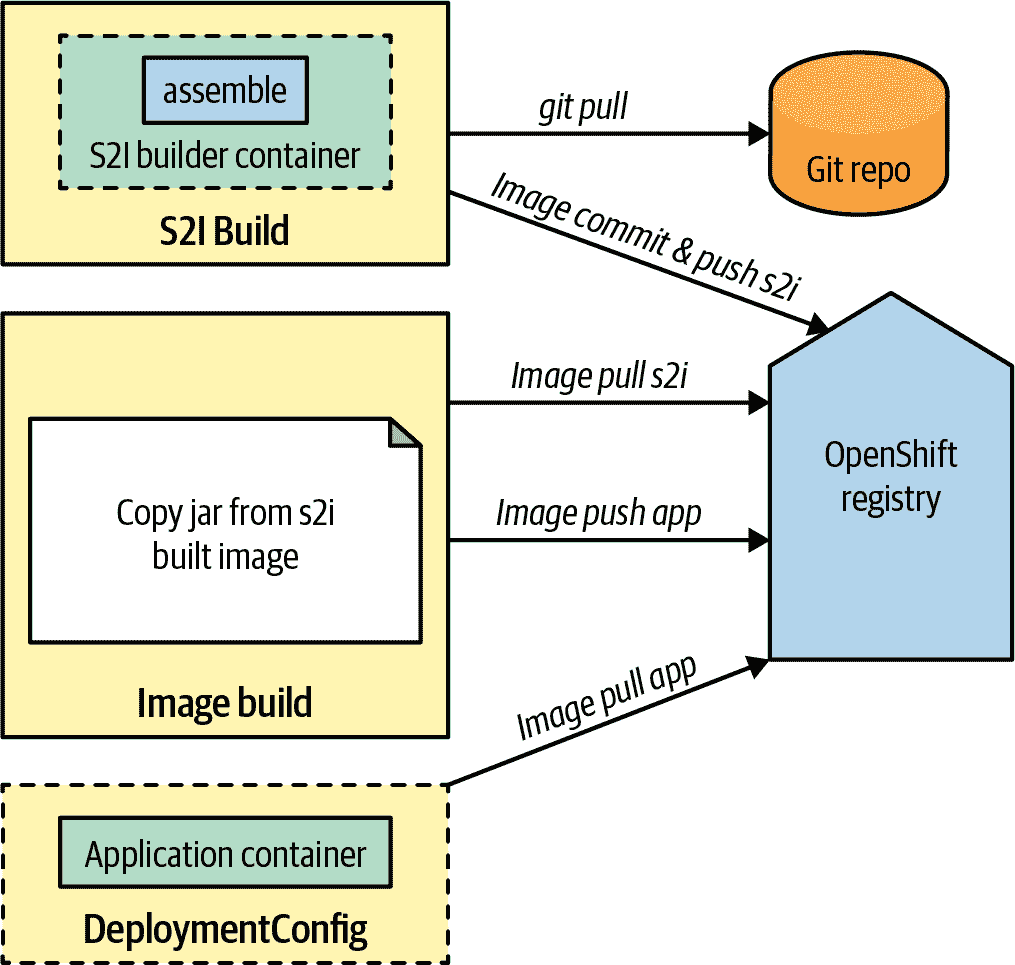 assemble
S2I builder container
S2I Build
git pull
Git repo
Image commit & push s2i
Image pull s2i
OpenShift
registry
Copy jar from s2i
built image
Image push app
Image build
Image pull app
Application container
DeploymentConfig